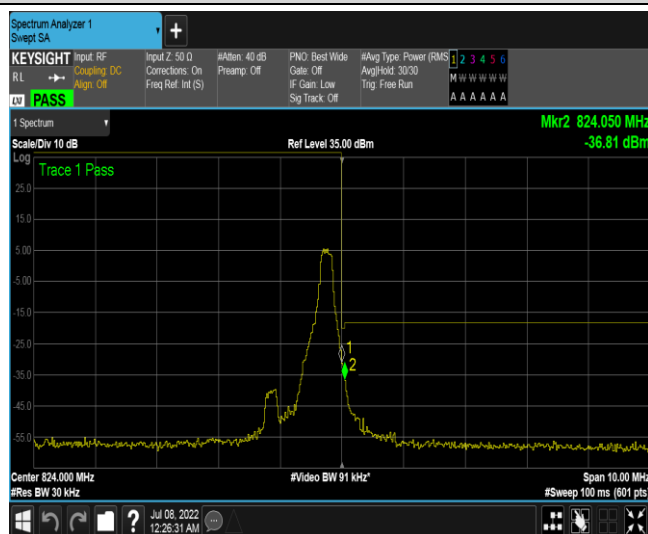 Spectrum Analyzer 1
Swept SA
+
KEYSIGHT Input: RF Input Z: 50 Ω #Atten: 40 dB PNO: Best Wide #Avg Type: Power (RMS 1 2 3 4 5 6
RL Coupling: DC Corrections: On Preamp: Off Gate: Off Avg|Hold: 30/30 M W W W W W
Align: Off Freq Ref: Int (S) IF Gain: Low Trig: Free Run
LXI PASS Sig Track: Off A A A A A A
1 Spectrum Mkr2 824.050 MHz
Scale/Div 10 dB Ref Level 35.00 dBm -36.81 dBm
Log
Trace 1 Pass
25.0
15.0
5.00
-5.00
-15.0
-25.0
1
2
-35.0
-45.0
-55.0
Center 824.000 MHz #Video BW 91 kHz* Span 10.00 MHz
#Res BW 30 kHz #Sweep 100 ms (601 pts)
? Jul 08, 2022
12:26:31 AM